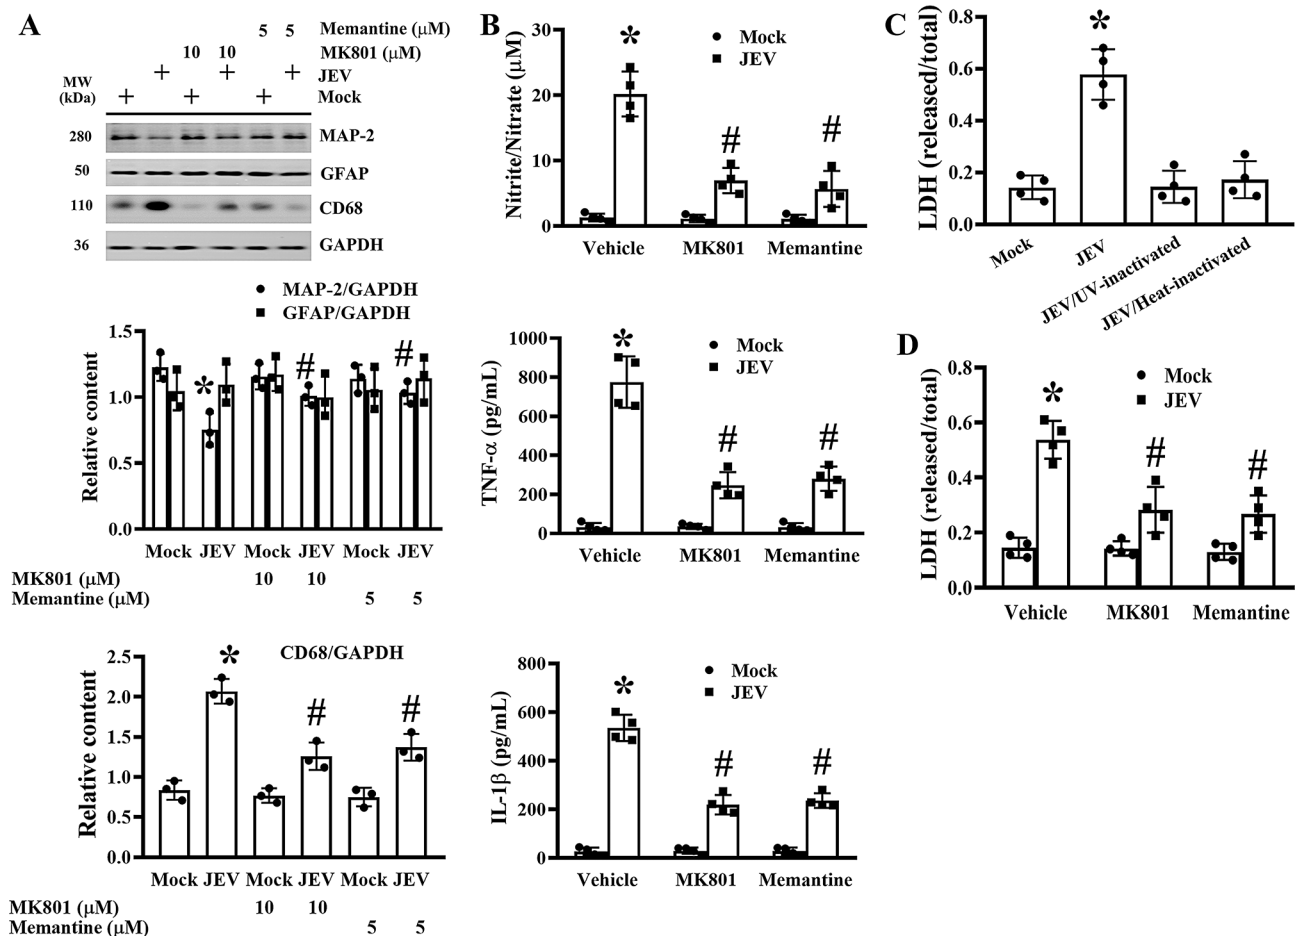 A
Memantine (μM) 5 5
MK801 (μM) 10 10
JEV + + +
Mock + + +
MW
(kDa)
280 MAP-2
50 GFAP
110 CD68
36 GAPDH
MAP-2/GAPDH
GFAP/GAPDH
Relative content
1.5
1.0
0.5
0.0
* # #
Mock JEV Mock JEV Mock JEV
MK801 (μM) 10 10
Memantine (μM) 5 5
CD68/GAPDH
Relative content
2.5
2.0
1.5
1.0
0.5
0.0
* # #
Mock JEV Mock JEV Mock JEV
MK801 (μM) 10 10
Memantine (μM) 5 5
B
Nitrite/Nitrate (μM)
30
20
10
0
Mock
JEV
* # #
Vehicle MK801 Memantine
TNF-α (pg/mL)
1000
800
600
400
200
0
Mock
JEV
* # #
Vehicle MK801 Memantine
IL-1β (pg/mL)
800
600
400
200
0
Mock
JEV
* # #
Vehicle MK801 Memantine
C
LDH (released/total)
0.8
0.6
0.4
0.2
0.0
*
Mock
JEV
JEV/UV-inactivated
JEV/Heat-inactivated
D
LDH (released/total)
0.8
0.6
0.4
0.2
0.0
Mock
JEV
* # #
Vehicle MK801 Memantine